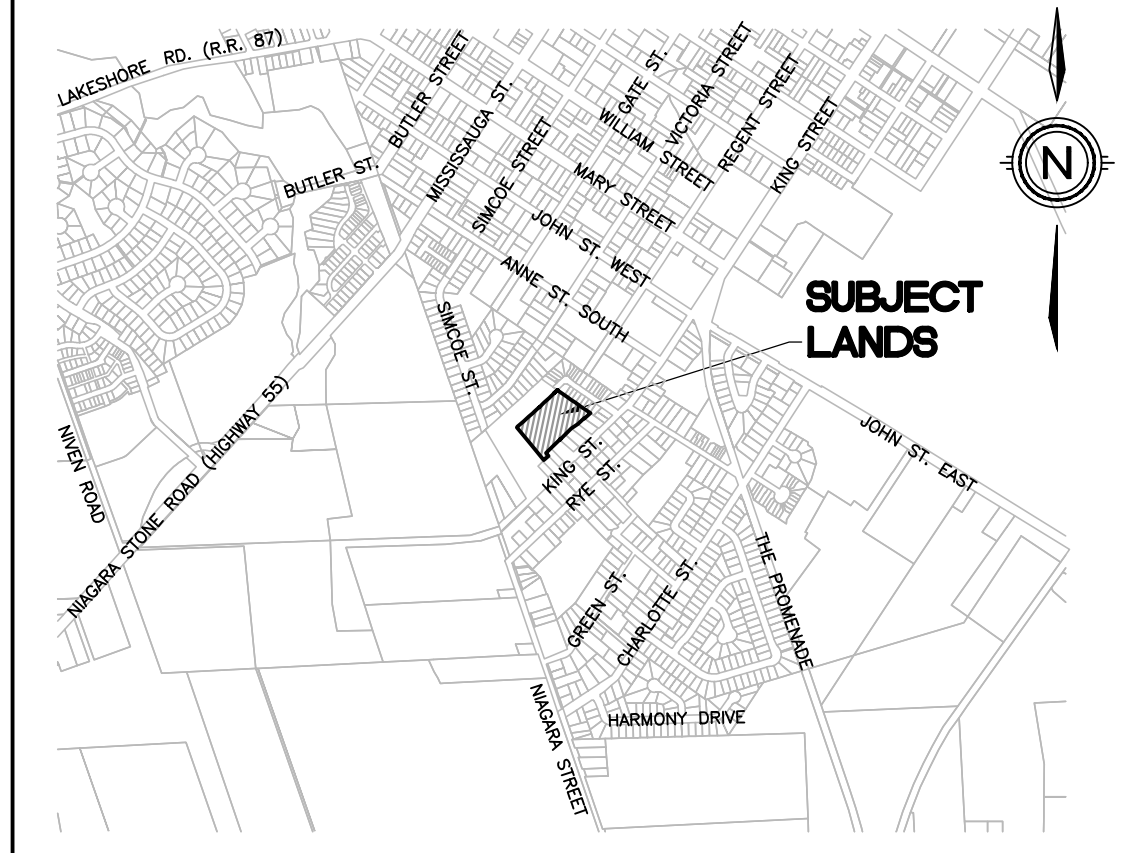 LAKESHORE RD. (R.R. 87)
BUTLER STREET
MISSISSAUGA ST.
GATE ST.
VICTORIA STREET
REGENT STREET
KING STREET
WILLIAM STREET
SIMCOE STREET
BUTLER ST.
MARY STREET
JOHN ST. WEST
ANNE ST. SOUTH
N
SUBJECT
LANDS
SIMCOE ST.
NIVEN ROAD
NIAGARA STONE ROAD (HIGHWAY 55)
KING ST.
RYE ST.
JOHN ST. EAST
THE PROMENADE
GREEN ST.
CHARLOTTE ST.
NIAGARA STREET
HARMONY DRIVE